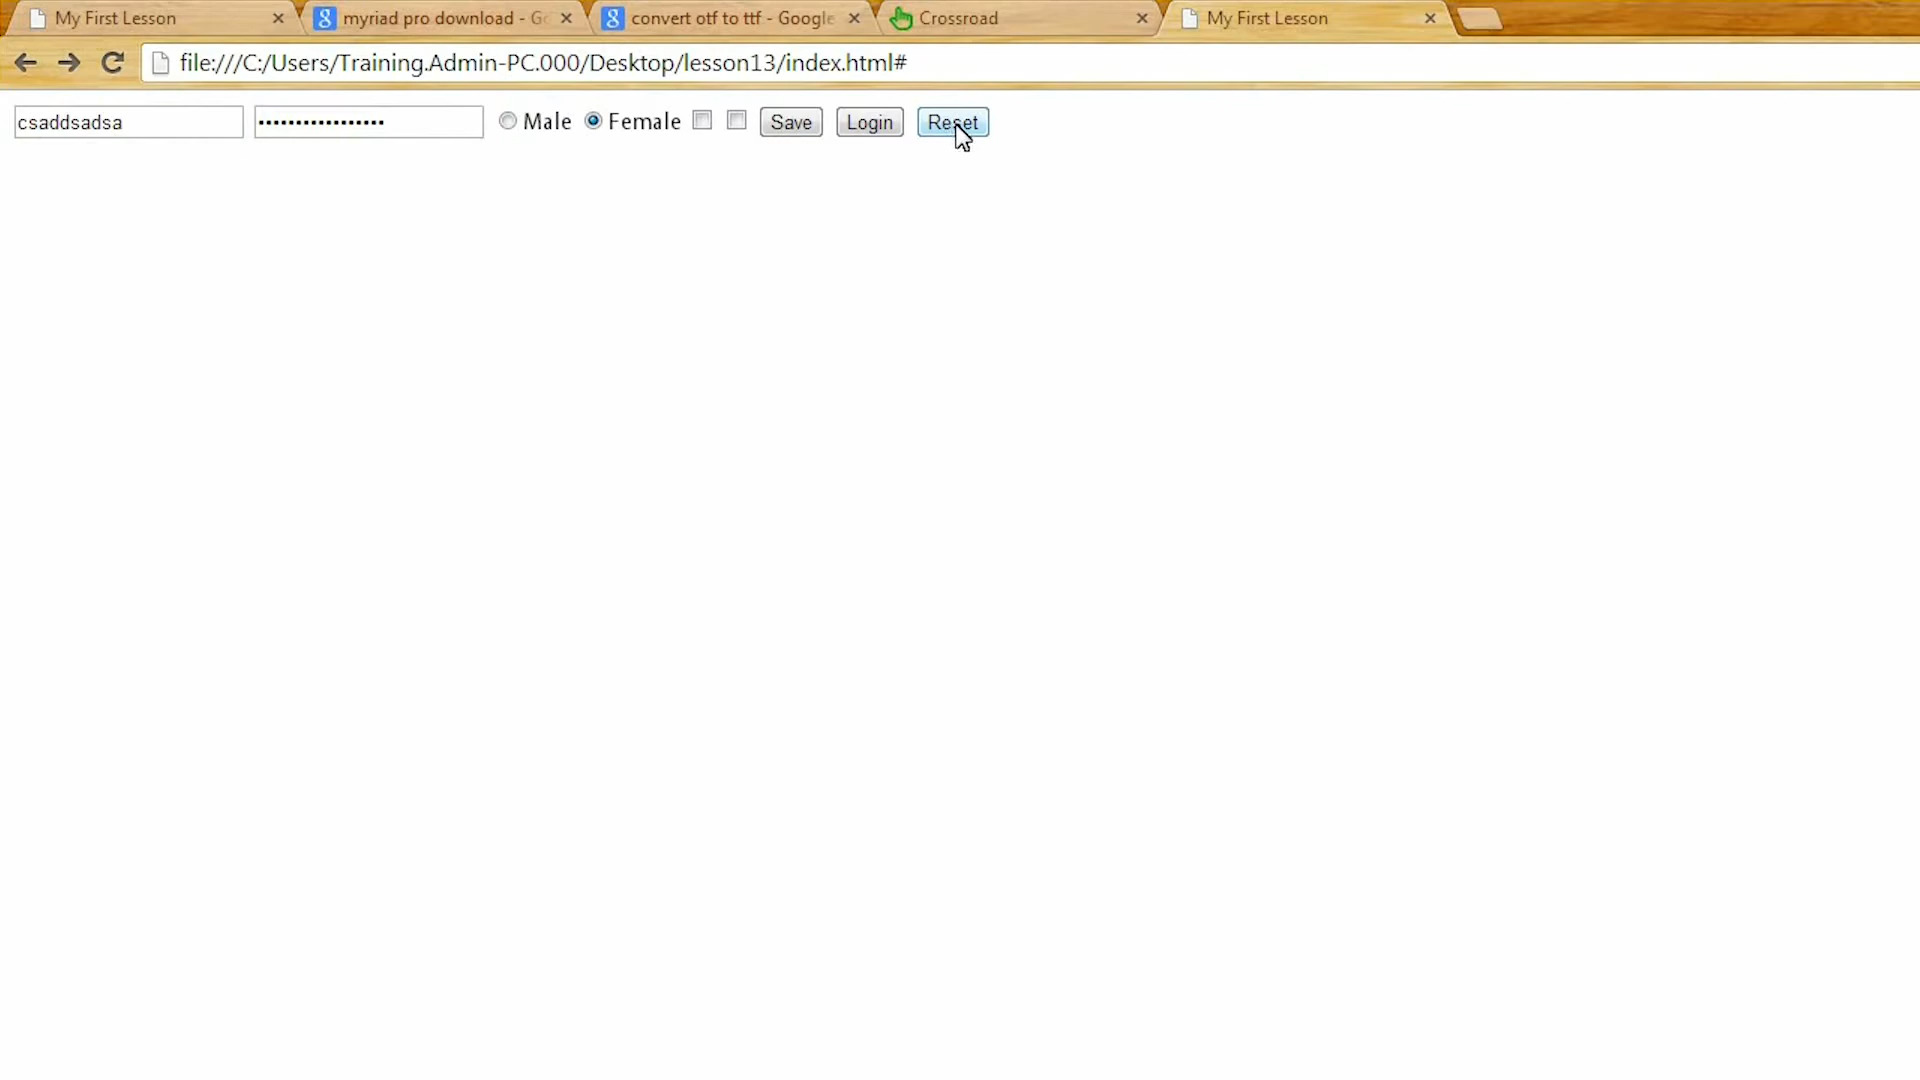 My First Lesson
myriad pro download - Go
convert otf to ttf - Google
Crossroad
My First Lesson
file:///C:/Users/Training.Admin-PC.000/Desktop/lesson13/index.html#
csaddsadsa ••••••••••••••••• Male Female Save Login Reset